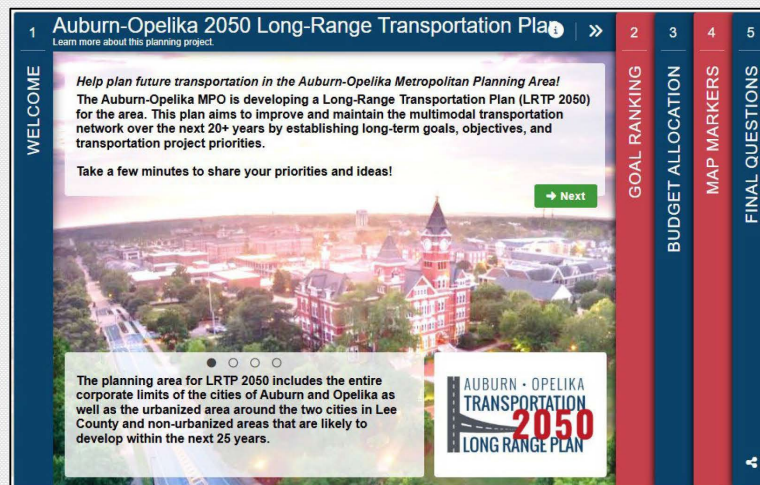 1
WELCOME
Auburn-Opelika 2050 Long-Range Transportation Plan
Learn more about this planning project.
Help plan future transportation in the Auburn-Opelika Metropolitan Planning Area!
The Auburn-Opelika MPO is developing a Long-Range Transportation Plan (LRTP 2050)
for the area. This plan aims to improve and maintain the multimodal transportation
network over the next 20+ years by establishing long-term goals, objectives, and
transportation project priorities.
Take a few minutes to share your priorities and ideas!
Next
The planning area for LRTP 2050 includes the entire
corporate limits of the cities of Auburn and Opelika as
well as the urbanized area around the two cities in Lee
County and non-urbanized areas that are likely to
develop within the next 25 years.
AUBURN • OPELIKA
TRANSPORTATION
2050
LONG RANGE PLAN
2
GOAL RANKING
3
BUDGET ALLOCATION
4
MAP MARKERS
5
FINAL QUESTIONS